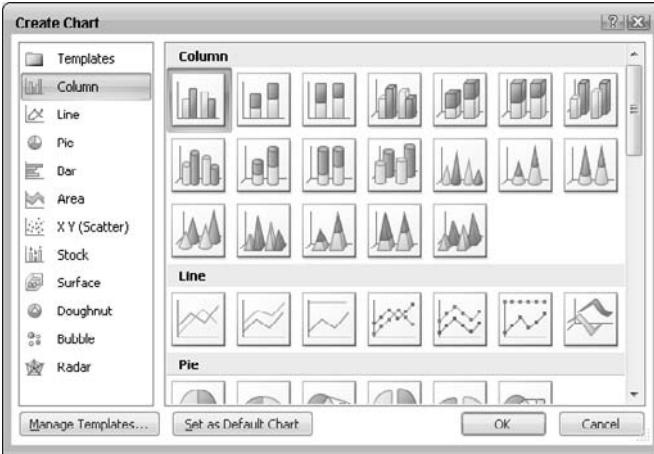 Create Chart
Templates
Column
Line
Pie
Bar
Area
X Y (Scatter)
Stock
Surface
Doughnut
Bubble
Radar
Column
Line
Pie
Manage Templates...
Set as Default Chart
OK
Cancel